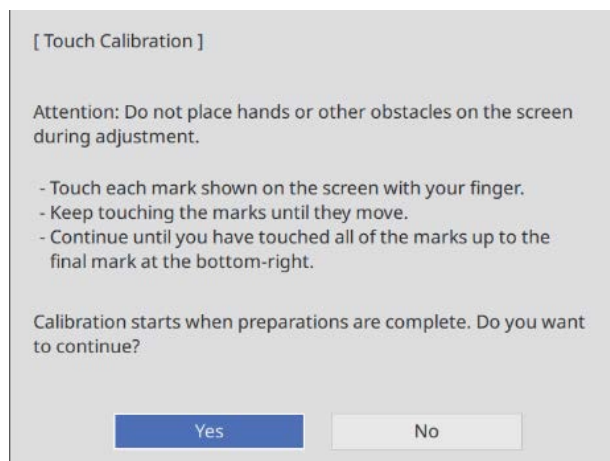 [ Touch Calibration ]
Attention: Do not place hands or other obstacles on the screen
during adjustment.
- Touch each mark shown on the screen with your finger.
- Keep touching the marks until they move.
- Continue until you have touched all of the marks up to the
final mark at the bottom-right.
Calibration starts when preparations are complete. Do you want
to continue?
Yes
No